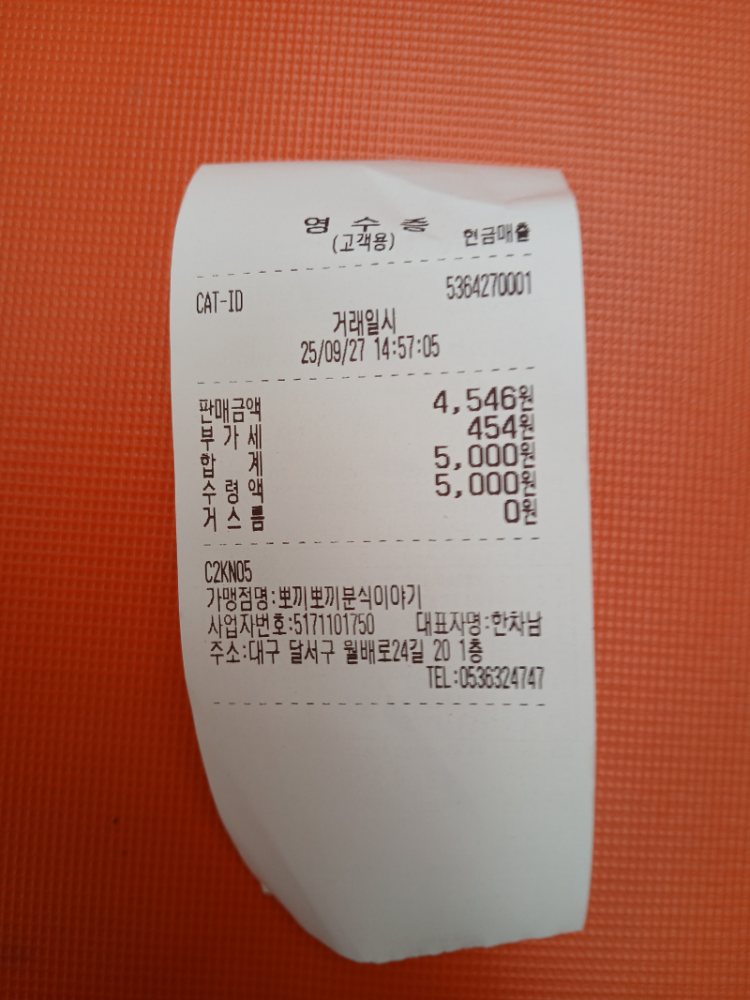 영 수 증
(고객용) 현금매출
CAT-ID 5364270001
거래일시
25/09/27 14:57:05
판매금액 4,546원
부 가 세 454원
합 계 5,000원
수 령 액 5,000원
거 스 름 0원
C2KN05
가맹점명:뽀끼뽀끼분식이야기
사업자번호:5171101750 대표자명:한차남
주소:대구 달서구 월배로24길 20 1층
TEL:0536324747